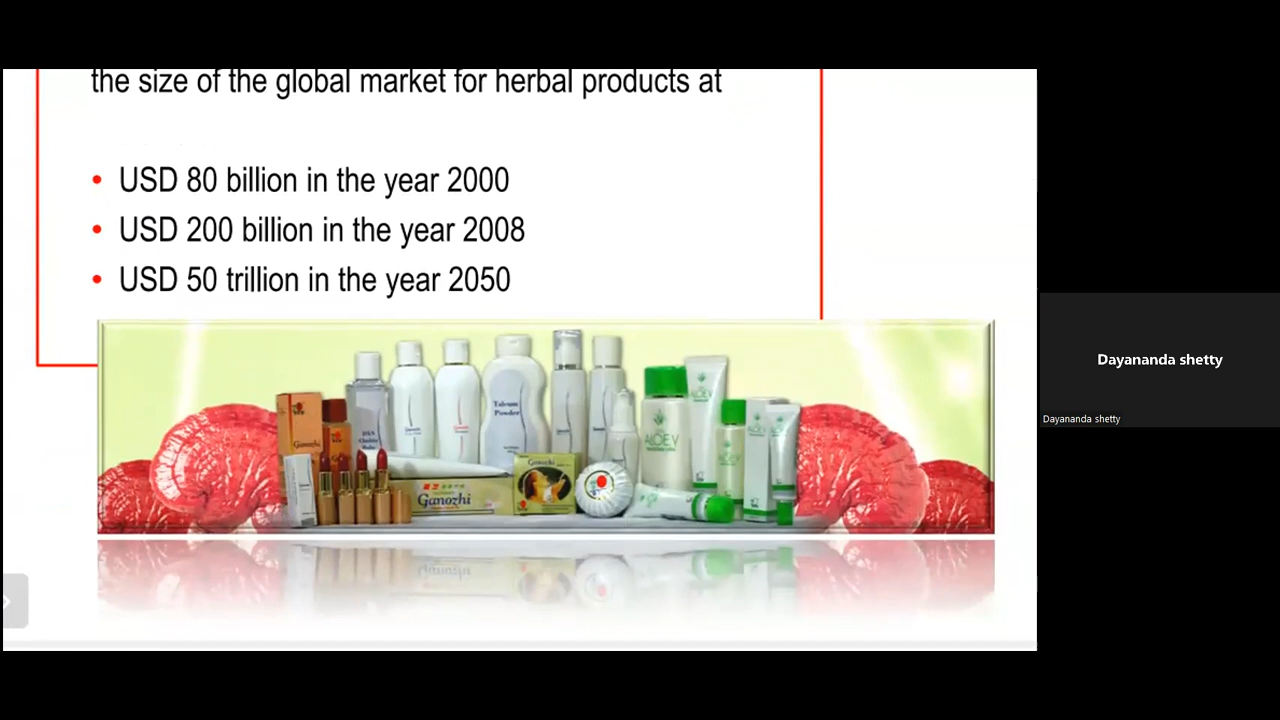 the size of the global market for herbal products at
• USD 80 billion in the year 2000
• USD 200 billion in the year 2008
• USD 50 trillion in the year 2050
Talcum
Powder
Ganozhi
Ganozhi
Ganozhi
ALOE V
Dayananda shetty
Dayananda shetty